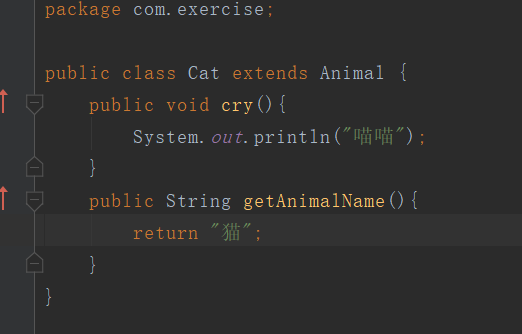 package com.exercise;
public class Cat extends Animal {
public void cry(){
System.out.println("喵喵");
}
public String getAnimalName(){
return "猫";
}
}